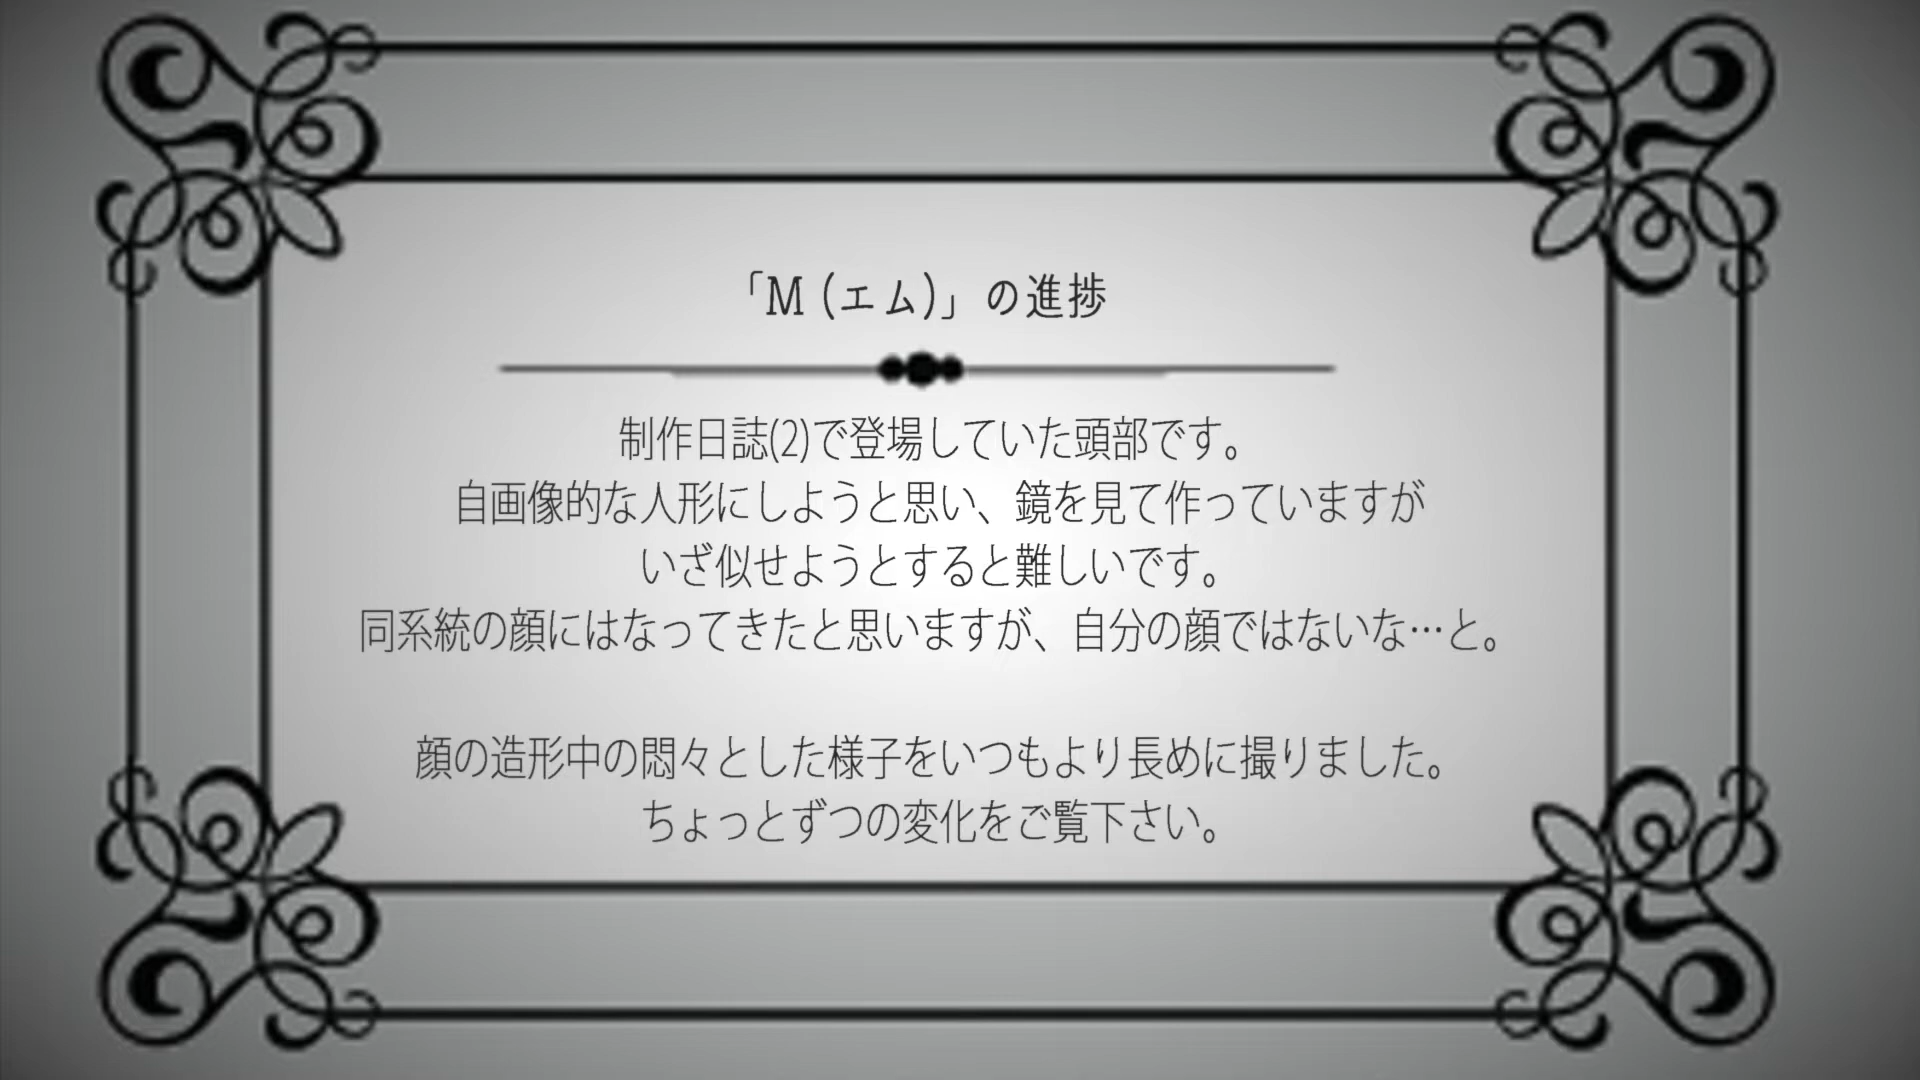 「M (エム)」の進捗
制作日誌(2)で登場していた頭部です。
自画像的な人形にしようと思い、鏡を見て作っていますが
いざ似せようとすると難しいです。
同系統の顔にはなってきたと思いますが、自分の顔ではないな…と。
顔の造形中の悶々とした様子をいつもより長めに撮りました。
ちょっとずつの変化をご覧下さい。